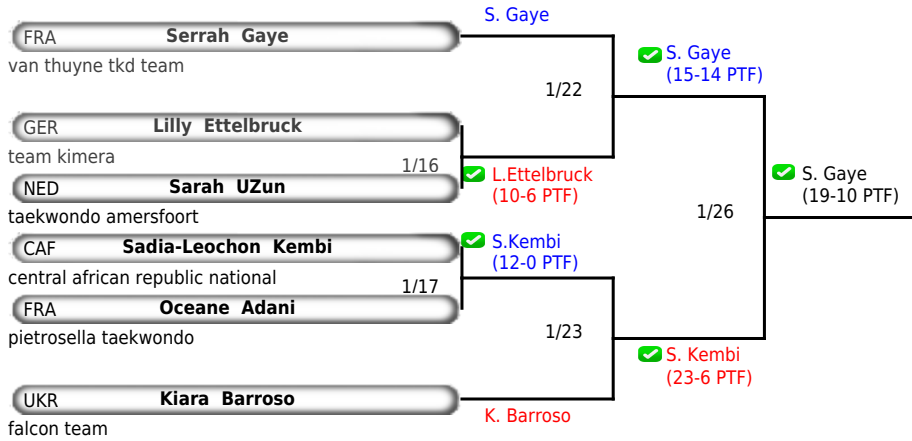 S. Gaye
FRA Serrah Gaye
van thuyne tkd team
S. Gaye
(15-14 PTF)
1/22
GER Lilly Ettelbruck
team kimera
1/16
L.Ettelbruck
(10-6 PTF)
NED Sarah UZun
taekwondo amersfoort
S. Gaye
(19-10 PTF)
1/26
CAF Sadia-Leochon Kembi
central african republic national
S.Kembi
(12-0 PTF)
1/17
FRA Oceane Adani
pietrosella taekwondo
1/23
S. Kembi
(23-6 PTF)
UKR Kiara Barroso
falcon team
K. Barroso